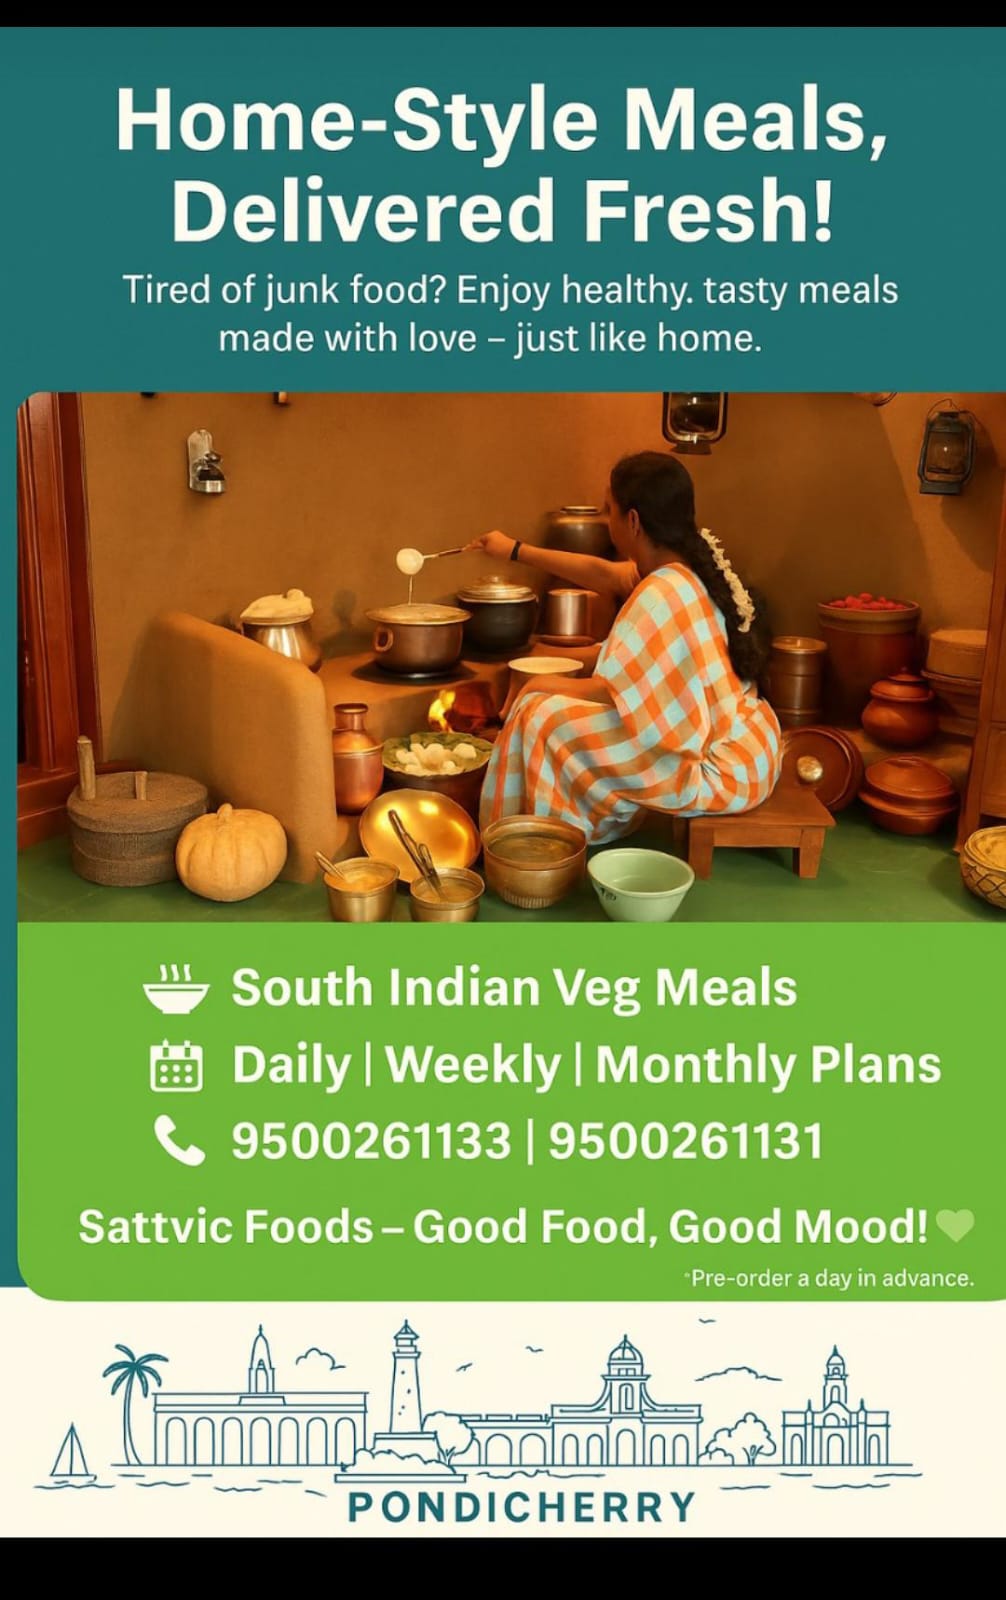 Home-Style Meals,
Delivered Fresh!
Tired of junk food? Enjoy healthy. tasty meals
made with love – just like home.
South Indian Veg Meals
Daily | Weekly | Monthly Plans
9500261133 | 9500261131
Sattvic Foods – Good Food, Good Mood!
*Pre-order a day in advance.
PONDICHERRY